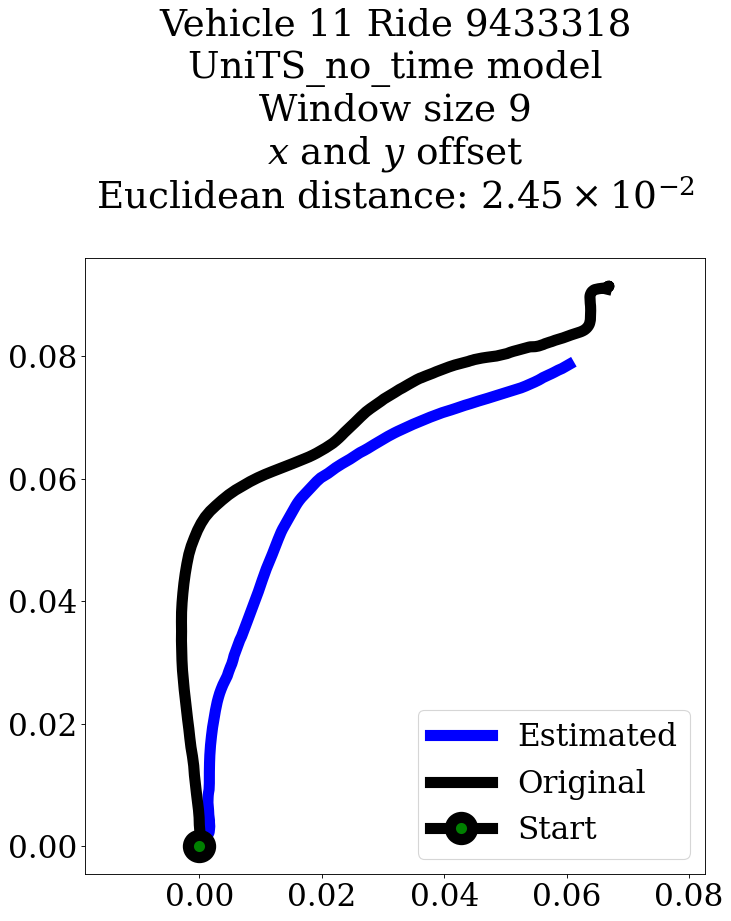 Vehicle 11 Ride 9433318
UniTS_no_time model
Window size 9
x and y offset
Euclidean distance: 2.45 × 10⁻²
0.08
0.06
0.04
0.02
0.00
Estimated
Original
Start
0.00 0.02 0.04 0.06 0.08